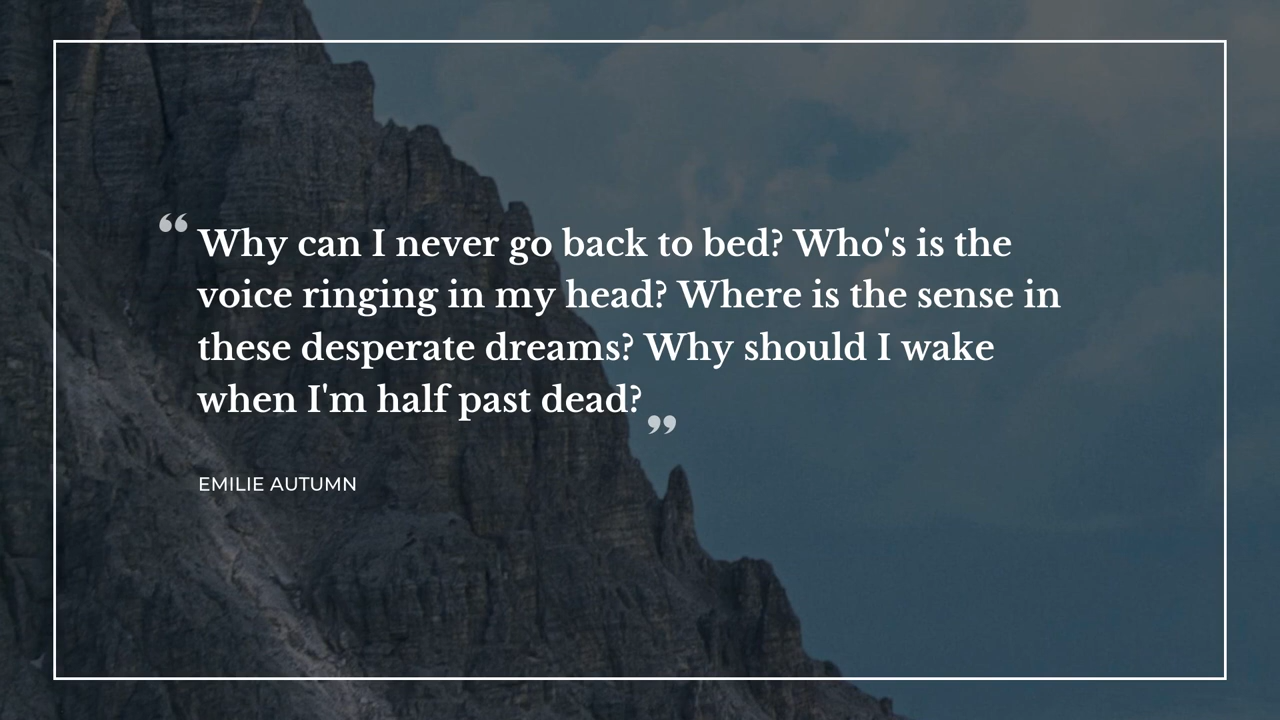 “Why can I never go back to bed? Who's is the
voice ringing in my head? Where is the sense in
these desperate dreams? Why should I wake
when I'm half past dead?”
EMILIE AUTUMN